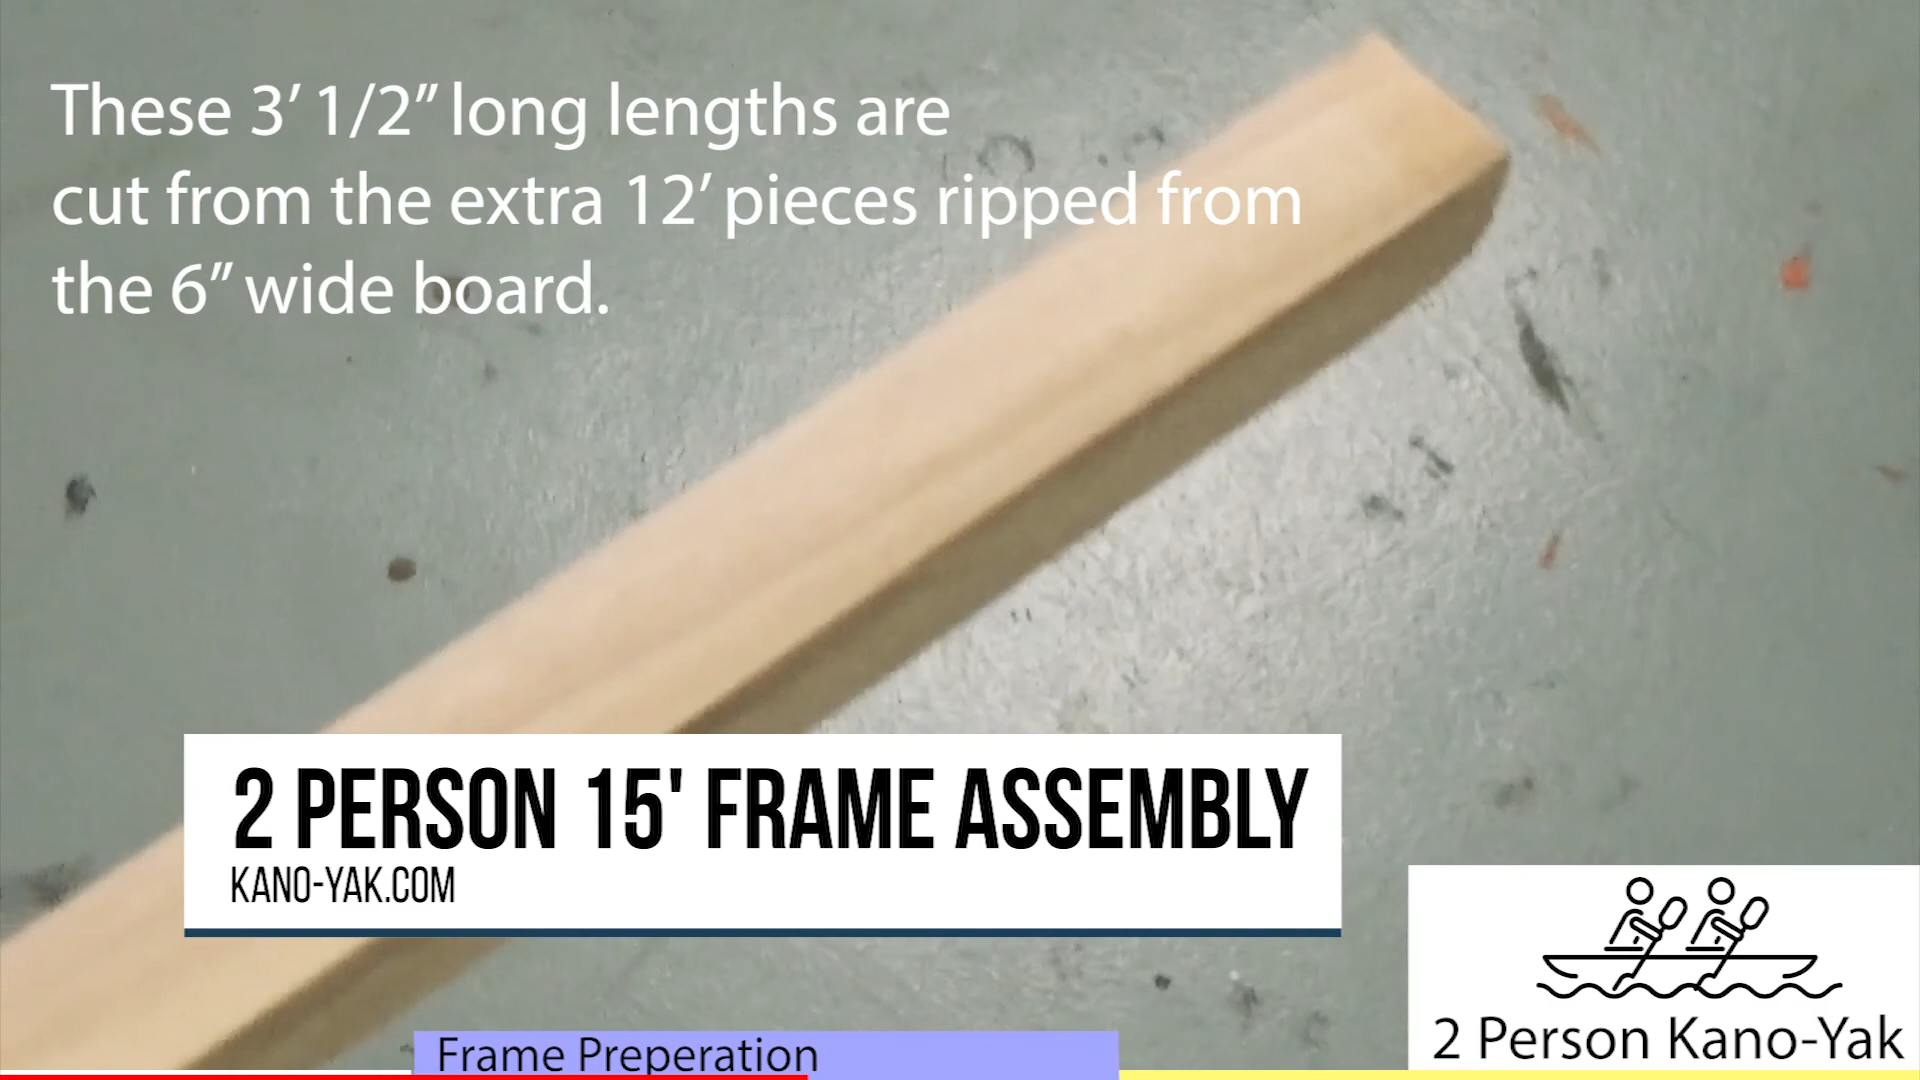 These 3’ 1/2” long lengths are
cut from the extra 12’ pieces ripped from
the 6” wide board.
2 PERSON 15' FRAME ASSEMBLY
KANO-YAK.COM
2 Person Kano-Yak
Frame Preperation